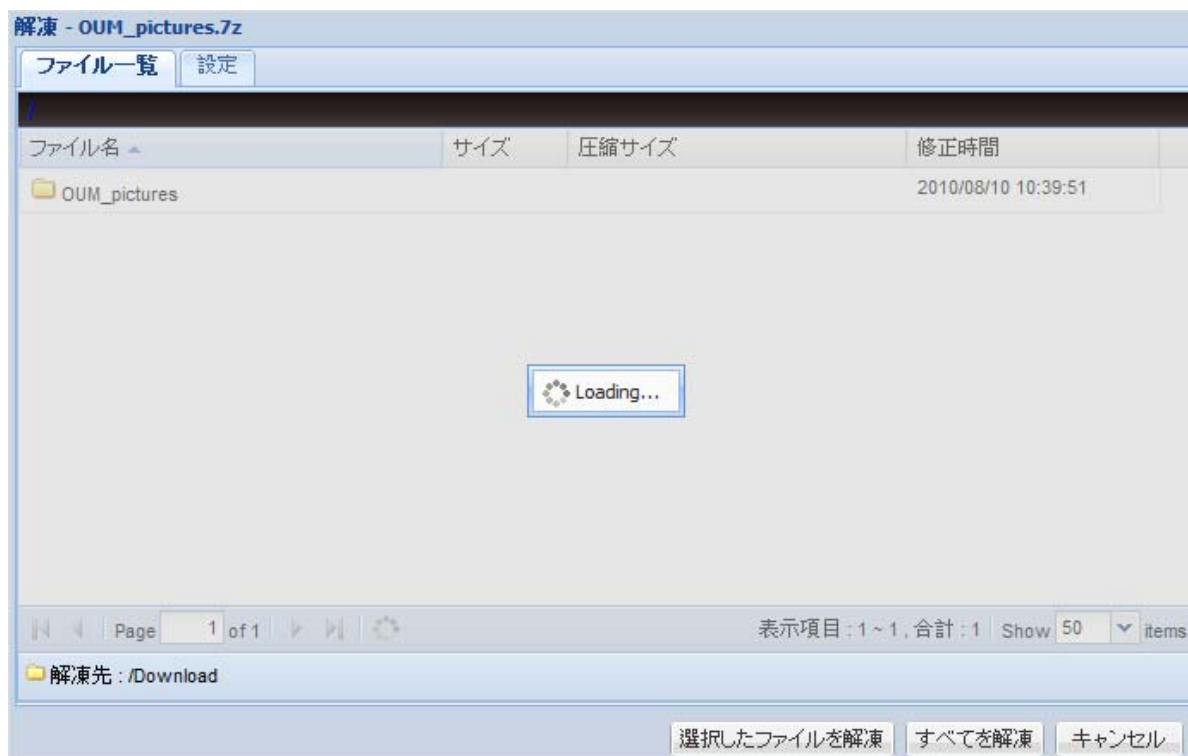 解凍 - OUM_pictures.7z
ファイル一覧 設定
/
ファイル名 サイズ 圧縮サイズ 修正時間
OUM_pictures 2010/08/10 10:39:51
Loading...
Page 1 of 1 表示項目 : 1 ~ 1 , 合計 : 1 Show 50 items
解凍先 : /Download
選択したファイルを解凍 すべてを解凍 キャンセル